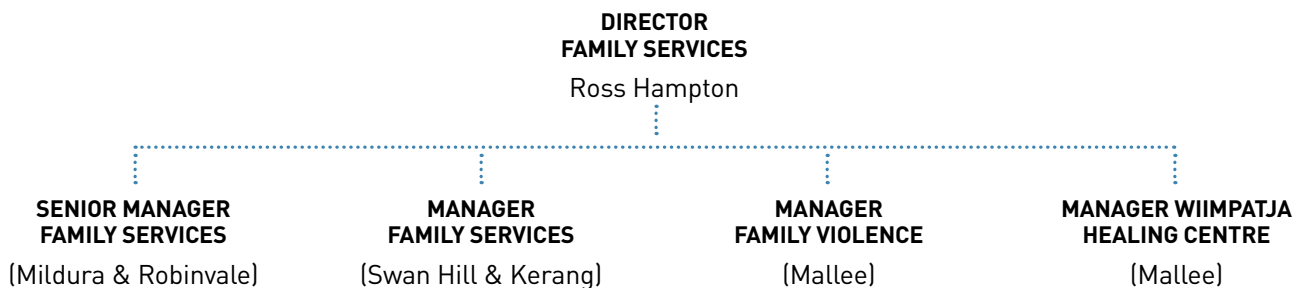 DIRECTOR
FAMILY SERVICES
Ross Hampton
SENIOR MANAGER
FAMILY SERVICES
(Mildura & Robinvale)
MANAGER
FAMILY SERVICES
(Swan Hill & Kerang)
MANAGER
FAMILY VIOLENCE
(Mallee)
MANAGER WIIMPATJA
HEALING CENTRE
(Mallee)